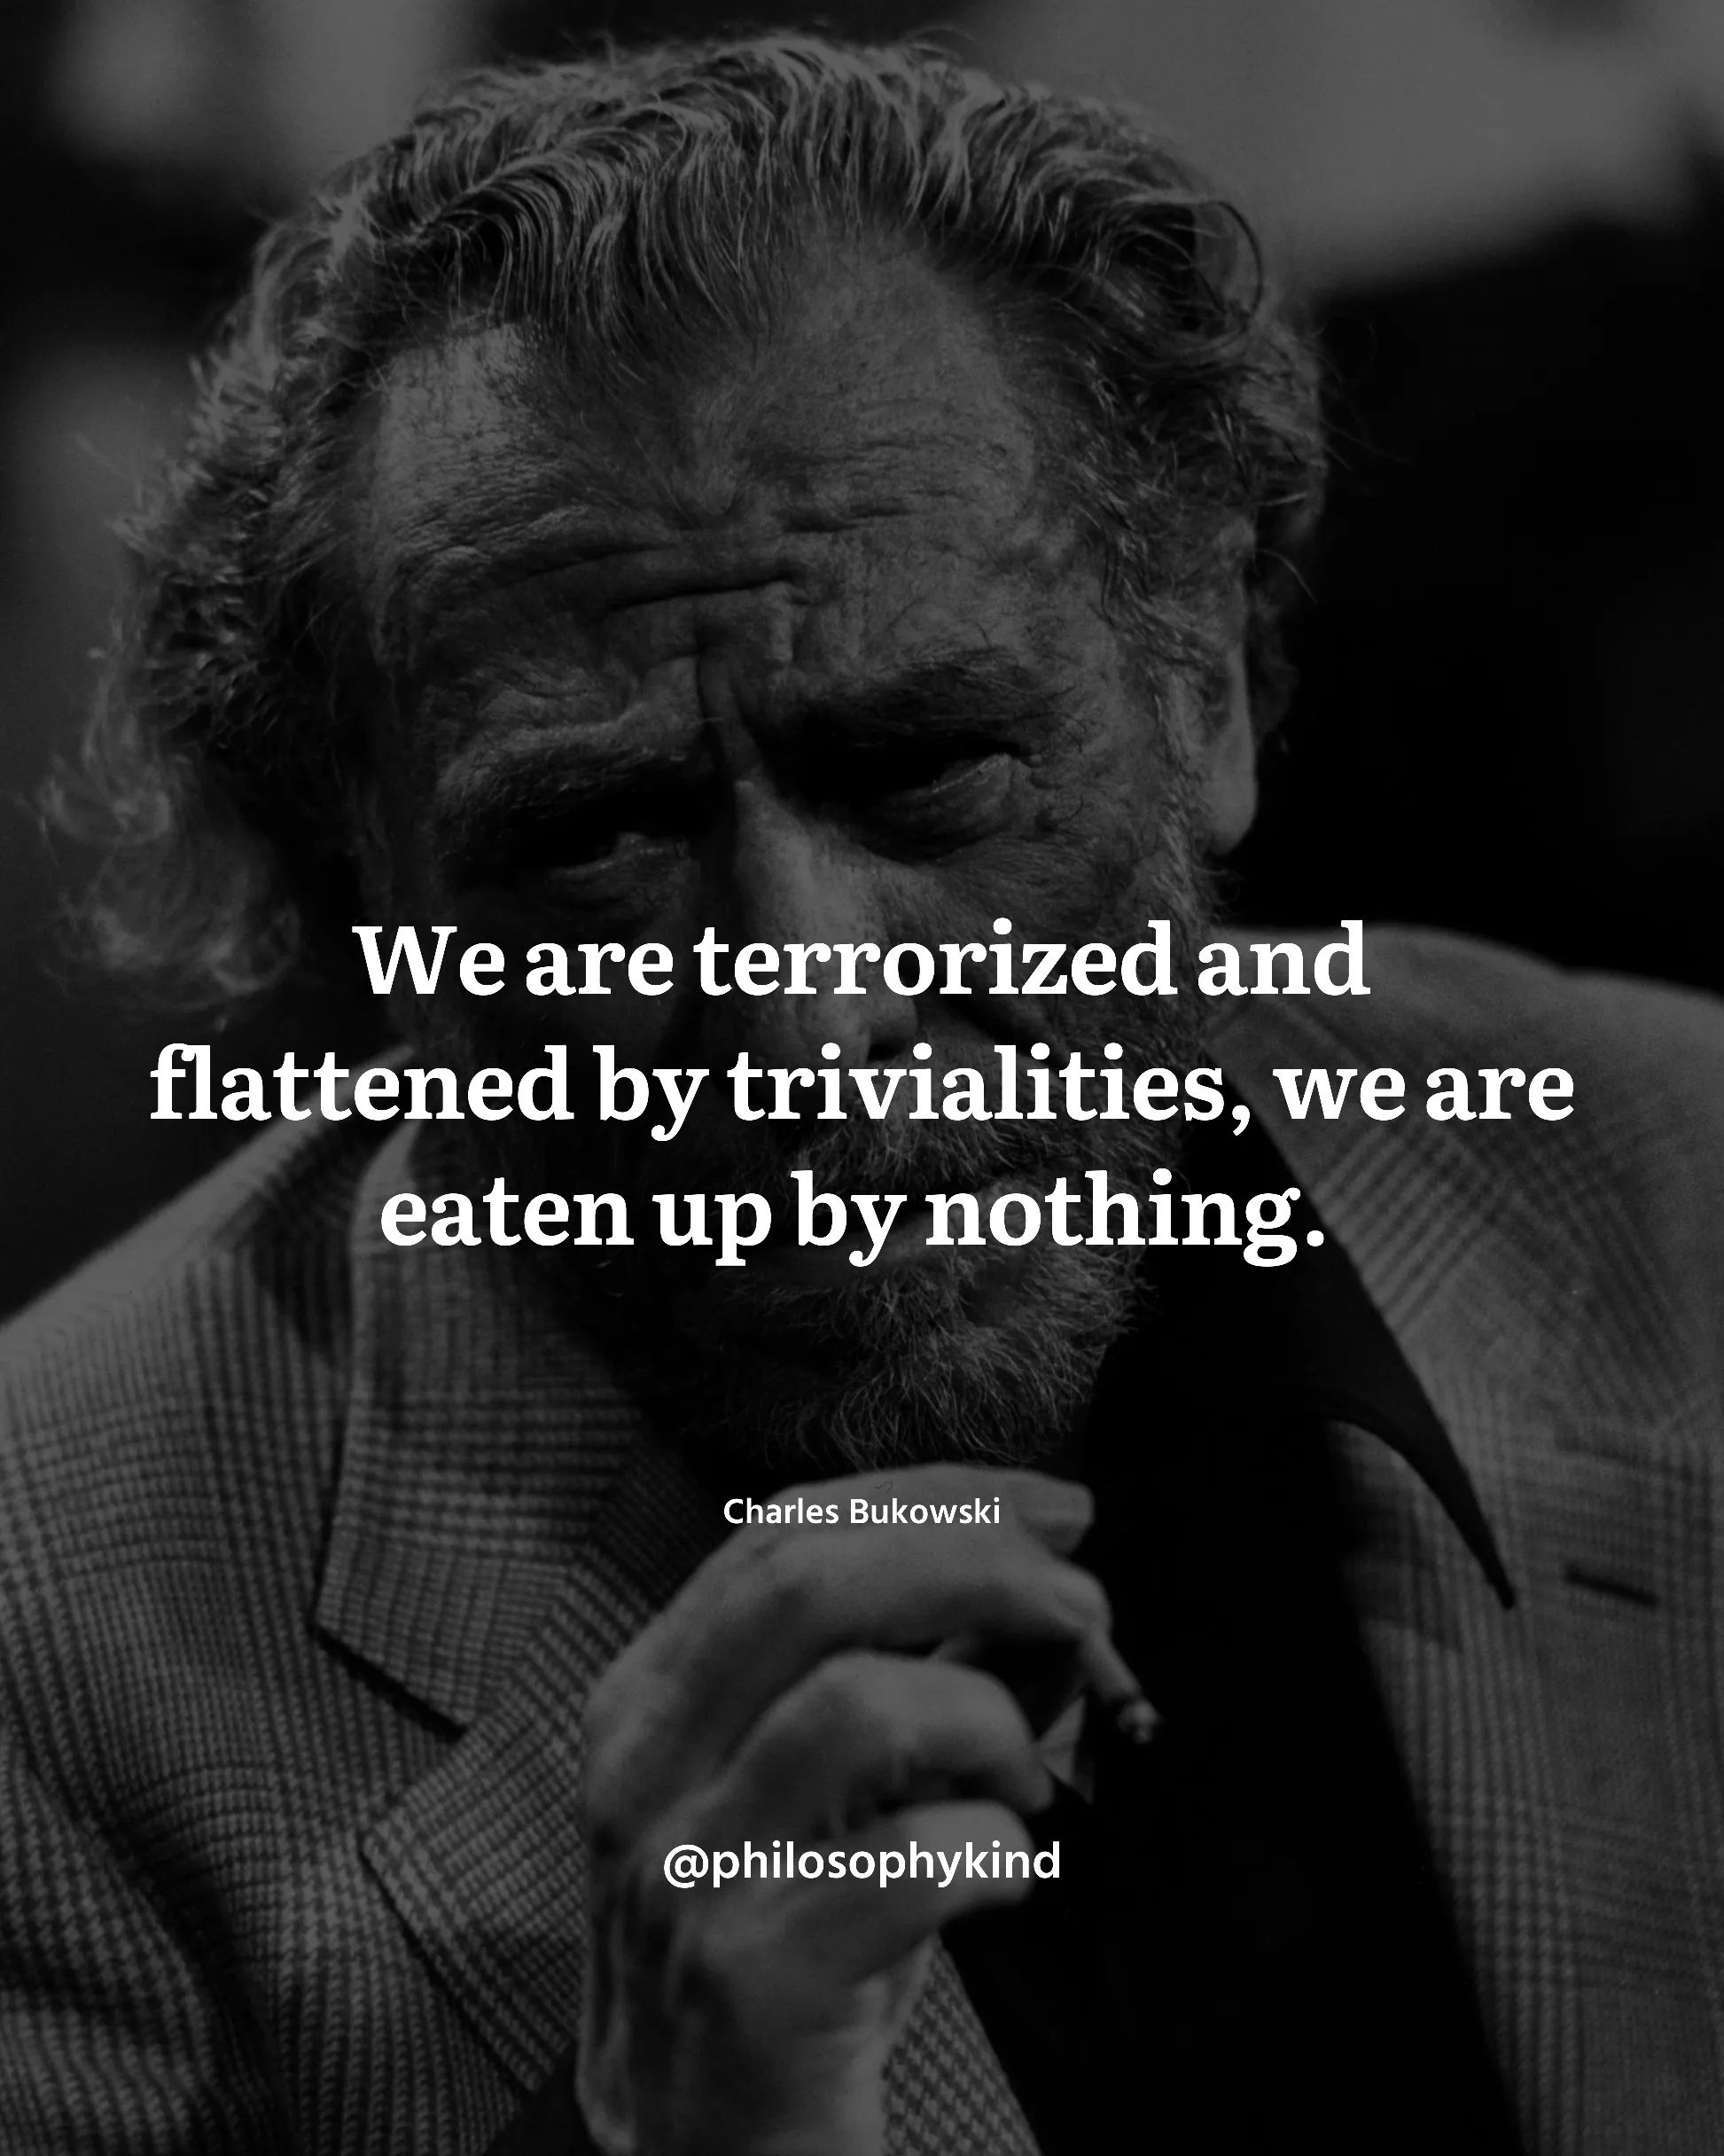 We are terrorized and
flattened by trivialities, we are
eaten up by nothing.
Charles Bukowski
@philosophykind